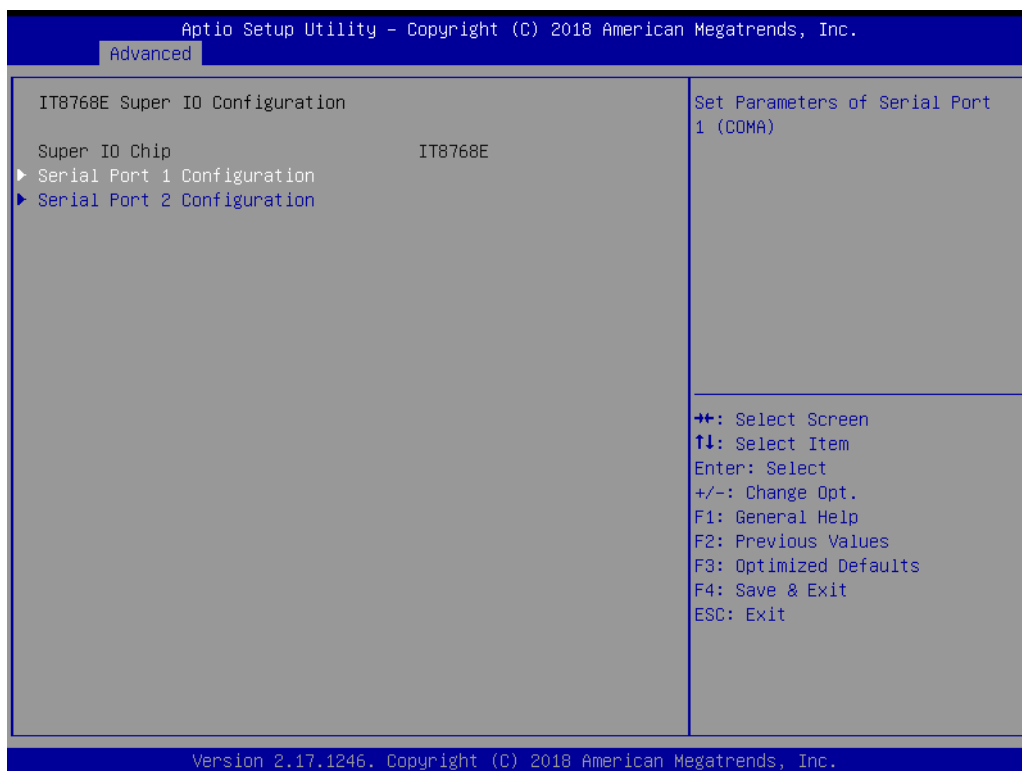 Aptio Setup Utility – Copyright (C) 2018 American Megatrends, Inc.
Advanced
IT8768E Super IO Configuration
Super IO Chip IT8768E
Serial Port 1 Configuration
Serial Port 2 Configuration
Set Parameters of Serial Port
1 (COMA)
→←: Select Screen
↑↓: Select Item
Enter: Select
+/-: Change Opt.
F1: General Help
F2: Previous Values
F3: Optimized Defaults
F4: Save & Exit
ESC: Exit
Version 2.17.1246. Copyright (C) 2018 American Megatrends, Inc.